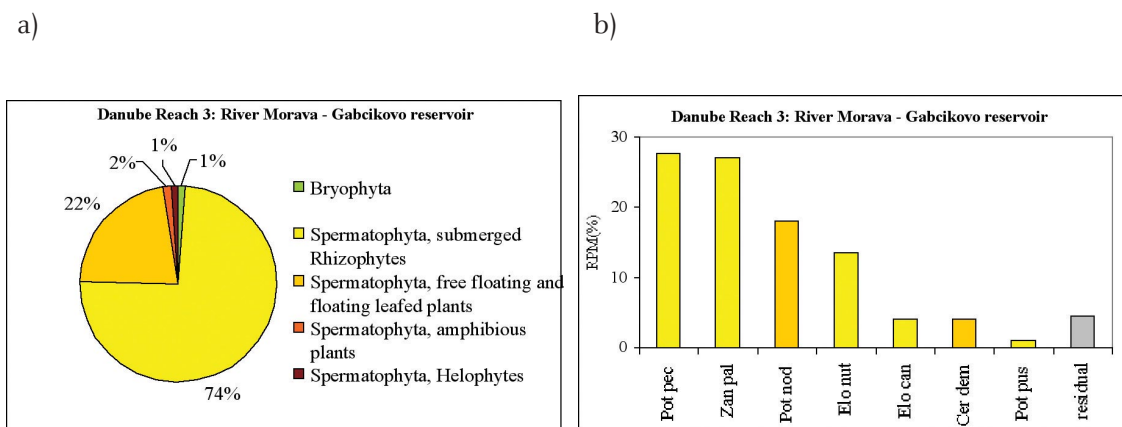 a)
b)
Danube Reach 3: River Morava - Gabcikovo reservoir
1%
2%
1%
22%
74%
Bryophyta
Spermatophyta, submerged
Rhizophytes
Spermatophyta, free floating and
floating leafed plants
Spermatophyta, amphibious
plants
Spermatophyta, Helophytes
Danube Reach 3: River Morava - Gabcikovo reservoir
RPM(%)
30
20
10
0
Pot pec
Zan pal
Pot nod
Elo nut
Elo can
Cer dem
Pot pus
residual